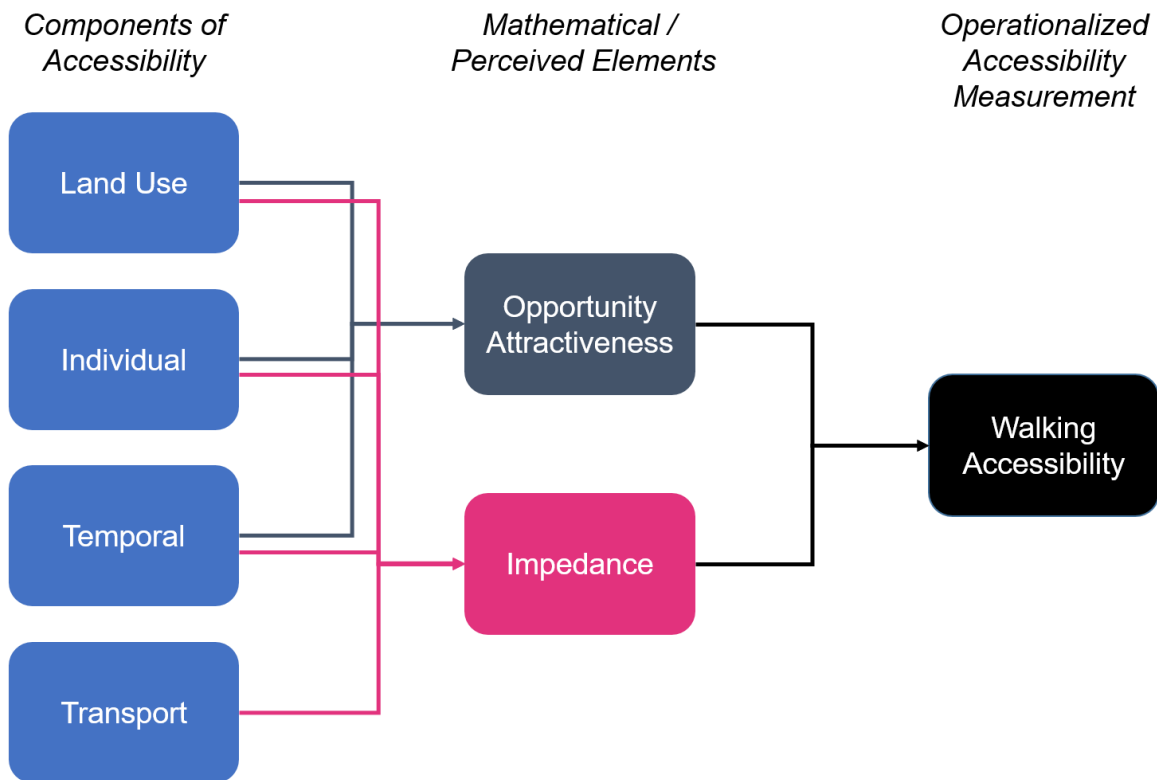 Components of
Accessibility
Mathematical /
Perceived Elements
Operationalized
Accessibility
Measurement
Land Use
Individual
Temporal
Transport
Opportunity
Attractiveness
Impedance
Walking
Accessibility